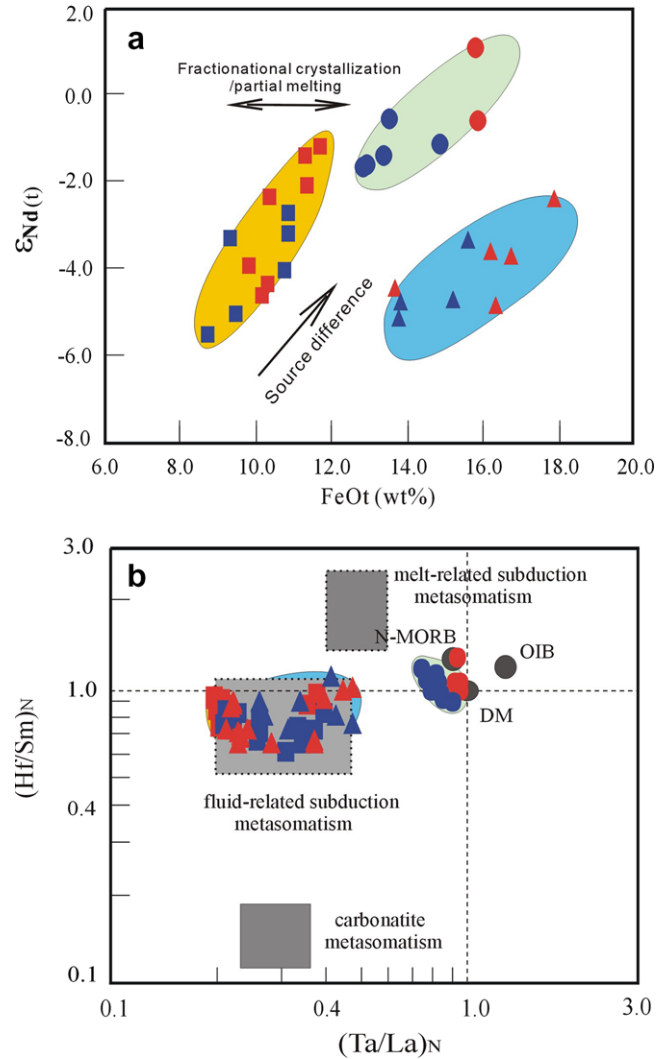 a
2.0
Fractionational crystallization
/partial melting
0.0
-2.0
-4.0
-6.0
-8.0
εNd(t)
Source difference
6.0 8.0 10.0 12.0 14.0 16.0 18.0 20.0
FeOt (wt%)
b
3.0
melt-related subduction
metasomatism
N-MORB
OIB
1.0
DM
(Hf/Sm)N
0.4
fluid-related subduction
metasomatism
carbonatite
metasomatism
0.1
0.1 0.4 1.0 3.0
(Ta/La)N